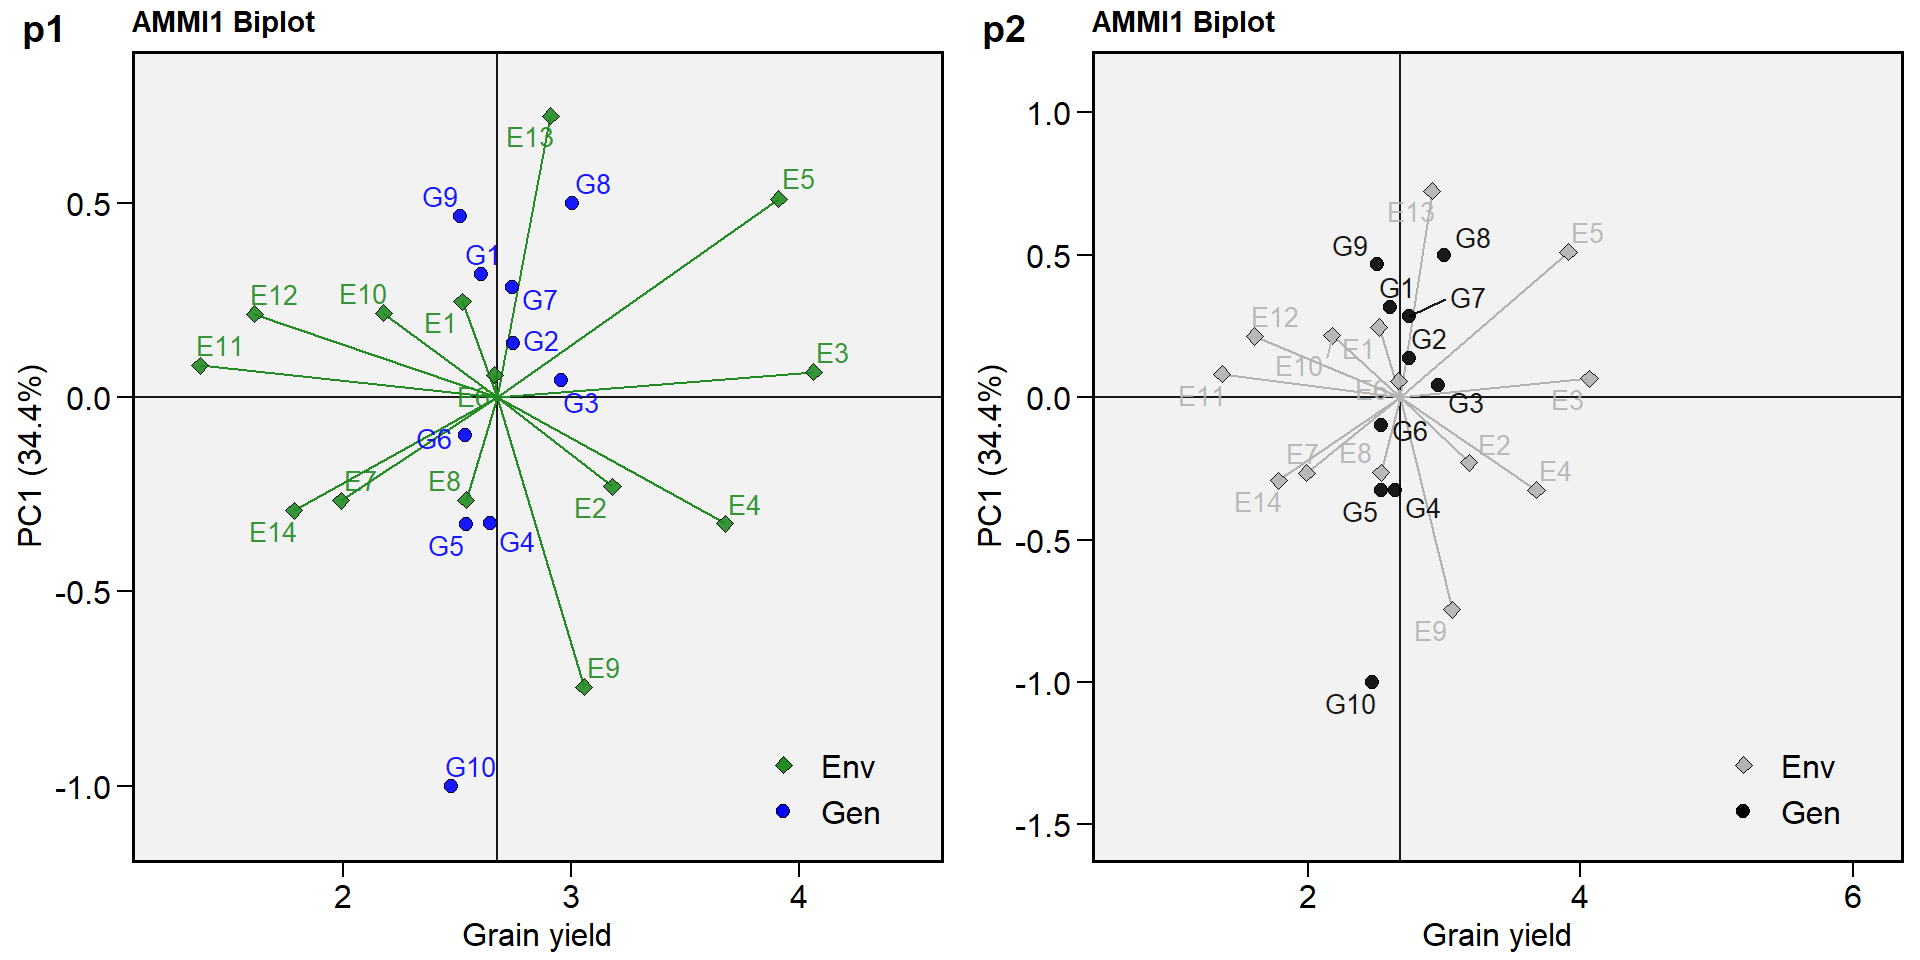 p1
AMMI1 Biplot
E13
E5
G9
G8
G1
E12
E10
G7
E1
G2
E11
E3
E6
G3
G6
E7
E8
E2
E4
E14
G5
G4
E9
G10
Env
Gen
0.5
0.0
-0.5
-1.0
PC1 (34.4%)
2
3
4
Grain yield
p2
AMMI1 Biplot
E13
E5
G9
G8
G1
G7
E12
G2
E1
E10
E6
E11
E3
G3
G6
E7
E8
E2
E4
E14
G5
G4
E9
G10
Env
Gen
1.0
0.5
0.0
-0.5
-1.0
-1.5
PC1 (34.4%)
2
4
6
Grain yield